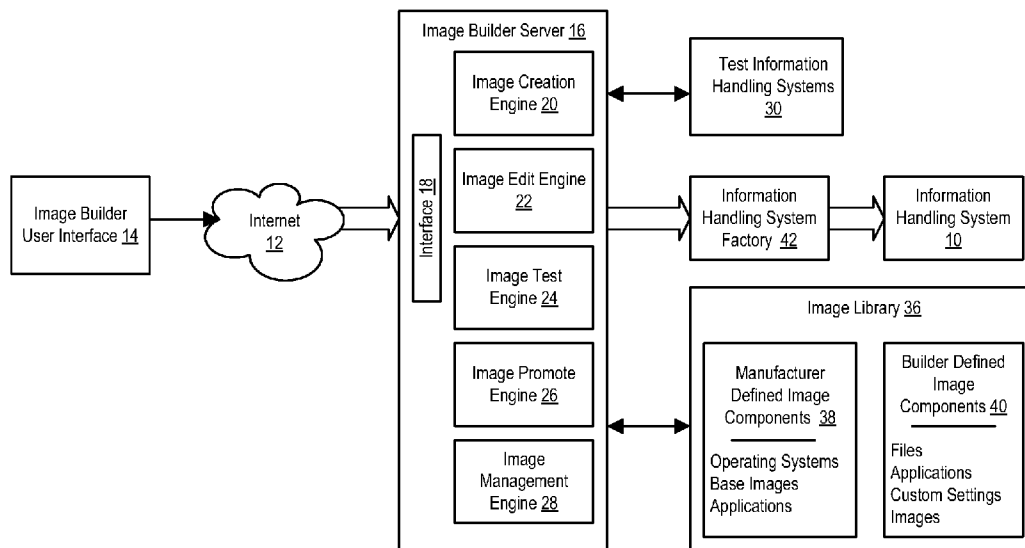 Image Builder
User Interface 14
Internet
12
Image Builder Server 16
Interface 18
Image Creation
Engine 20
Image Edit Engine
22
Image Test
Engine 24
Image Promote
Engine 26
Image
Management
Engine 28
Test Information
Handling Systems
30
Information
Handling System
Factory 42
Information
Handling System
10
Image Library 36
Manufacturer
Defined Image
Components 38
Operating Systems
Base Images
Applications
Builder Defined
Image
Components 40
Files
Applications
Custom Settings
Images